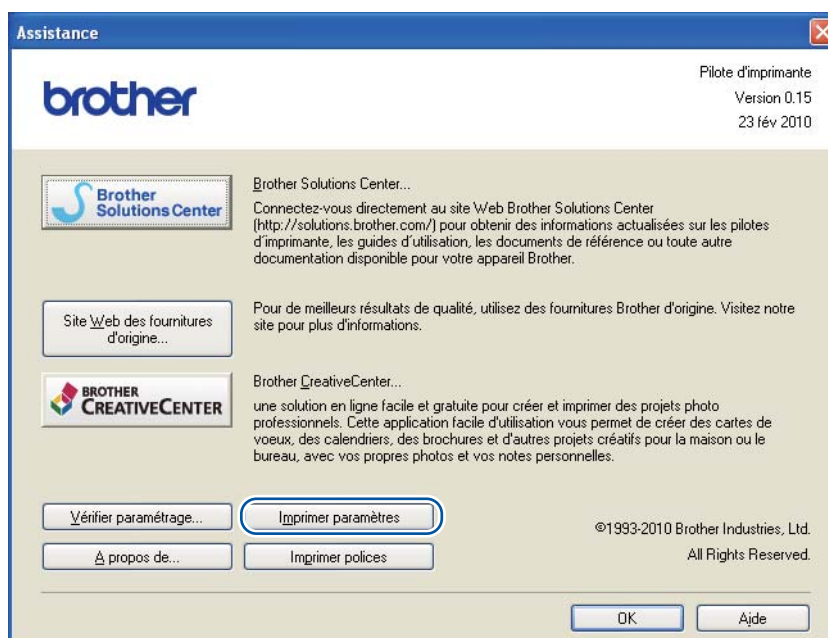 Assistance
brother
Pilote d'imprimante
Version 0.15
23 fév 2010
Brother
Solutions Center
Brother Solutions Center...
Connectez-vous directement au site Web Brother Solutions Center
(http://solutions.brother.com/) pour obtenir des informations actualisées sur les pilotes
d'imprimante, les guides d'utilisation, les documents de référence ou toute autre
documentation disponible pour votre appareil Brother.
Site Web des fournitures
d'origine...
Pour de meilleurs résultats de qualité, utilisez des fournitures Brother d'origine. Visitez notre
site pour plus d'informations.
BROTHER
CREATIVECENTER
Brother CreativeCenter...
une solution en ligne facile et gratuite pour créer et imprimer des projets photo
professionnels. Cette application facile d'utilisation vous permet de créer des cartes de
voeux, des calendriers, des brochures et d'autres projets créatifs pour la maison ou le
bureau, avec vos propres photos et vos notes personnelles.
Vérifier paramétrage...
Imprimer paramètres
A propos de...
Imprimer polices
©1993-2010 Brother Industries, Ltd.
All Rights Reserved.
OK
Aide